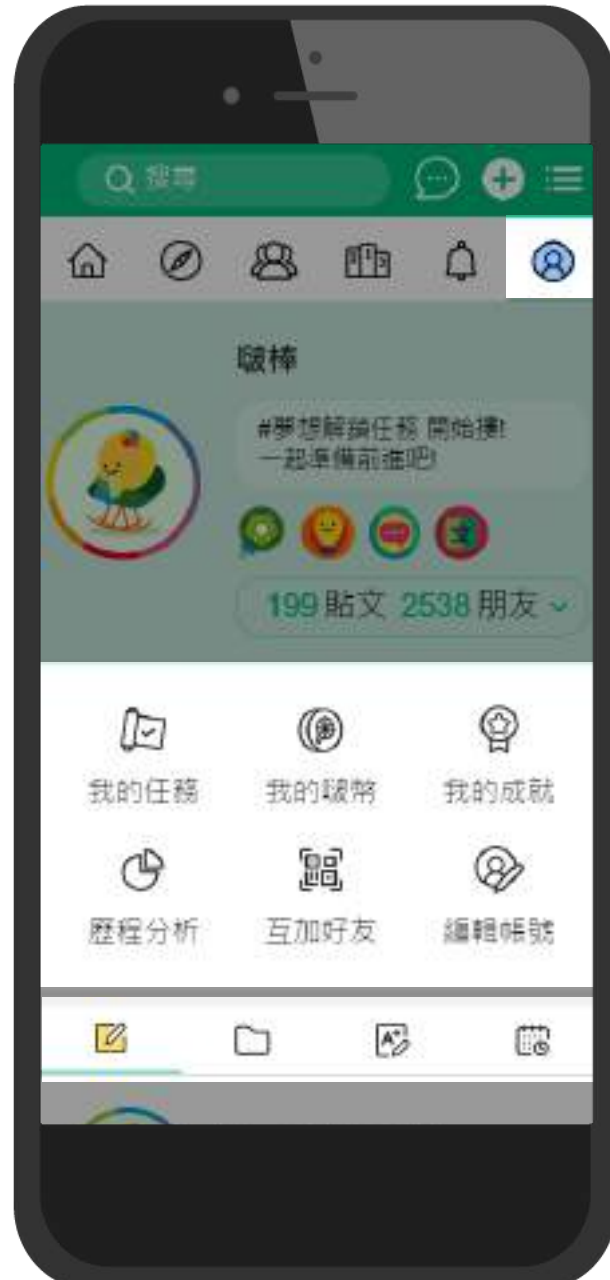 搜尋
啵棒
#夢想解鎖任務 開始摟!
一起準備前進吧!
199 貼文 2538 朋友
我的任務 我的啵幣 我的成就
歷程分析 互加好友 編輯帳號